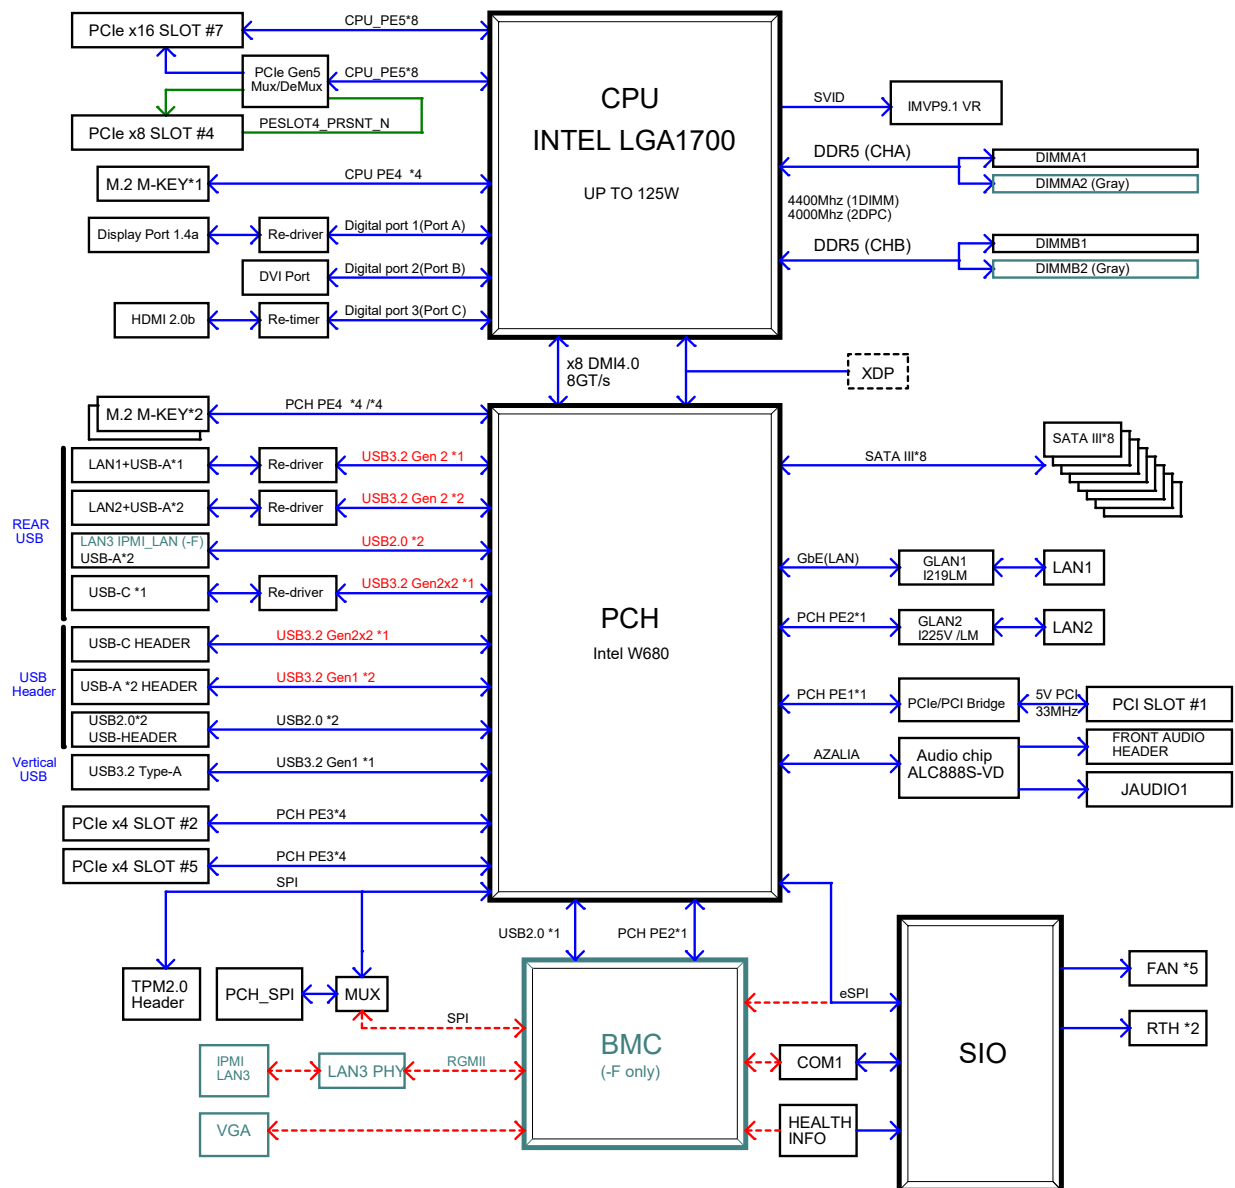 PCIe x16 SLOT #7
CPU_PE5*8
PCIe Gen5
Mux/DeMux
CPU_PE5*8
PCIe x8 SLOT #4
PESLOT4_PRSNT_N
M.2 M-KEY*1
CPU PE4 *4
Display Port 1.4a
Re-driver
Digital port 1(Port A)
DVI Port
Digital port 2(Port B)
HDMI 2.0b
Re-timer
Digital port 3(Port C)
CPU
INTEL LGA1700
UP TO 125W
SVID
IMVP9.1 VR
DDR5 (CHA)
DIMMA1
DIMMA2 (Gray)
4400Mhz (1DIMM)
4000Mhz (2DPC)
DDR5 (CHB)
DIMMB1
DIMMB2 (Gray)
x8 DMI4.0
8GT/s
XDP
M.2 M-KEY*2
PCH PE4 *4 /*4
REAR
USB
LAN1+USB-A*1
Re-driver
USB3.2 Gen 2 *1
LAN2+USB-A*2
Re-driver
USB3.2 Gen 2 *2
LAN3 IPMI_LAN (-F)
USB-A*2
USB2.0 *2
USB-C *1
Re-driver
USB3.2 Gen2x2 *1
USB
Header
USB-C HEADER
USB3.2 Gen2x2 *1
USB-A *2 HEADER
USB3.2 Gen1 *2
USB2.0*2
USB-HEADER
USB2.0 *2
Vertical
USB
USB3.2 Type-A
USB3.2 Gen1 *1
PCIe x4 SLOT #2
PCH PE3*4
PCIe x4 SLOT #5
PCH PE3*4
SPI
PCH
Intel W680
SATA III*8
SATA III*8
GbE(LAN)
GLAN1
I219LM
LAN1
PCH PE2*1
GLAN2
I225V /LM
LAN2
PCH PE1*1
PCIe/PCI Bridge
5V PCI
33MHz
PCI SLOT #1
AZALIA
Audio chip
ALC888S-VD
FRONT AUDIO
HEADER
JAUDIO1
USB2.0 *1
PCH PE2*1
TPM2.0
Header
PCH_SPI
MUX
SPI
IPMI
LAN3
LAN3 PHY
RGMII
VGA
BMC
(-F only)
eSPI
COM1
HEALTH
INFO
SIO
FAN *5
RTH *2